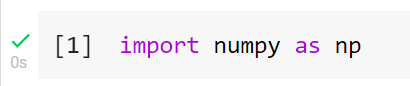 [1] import numpy as np
0s